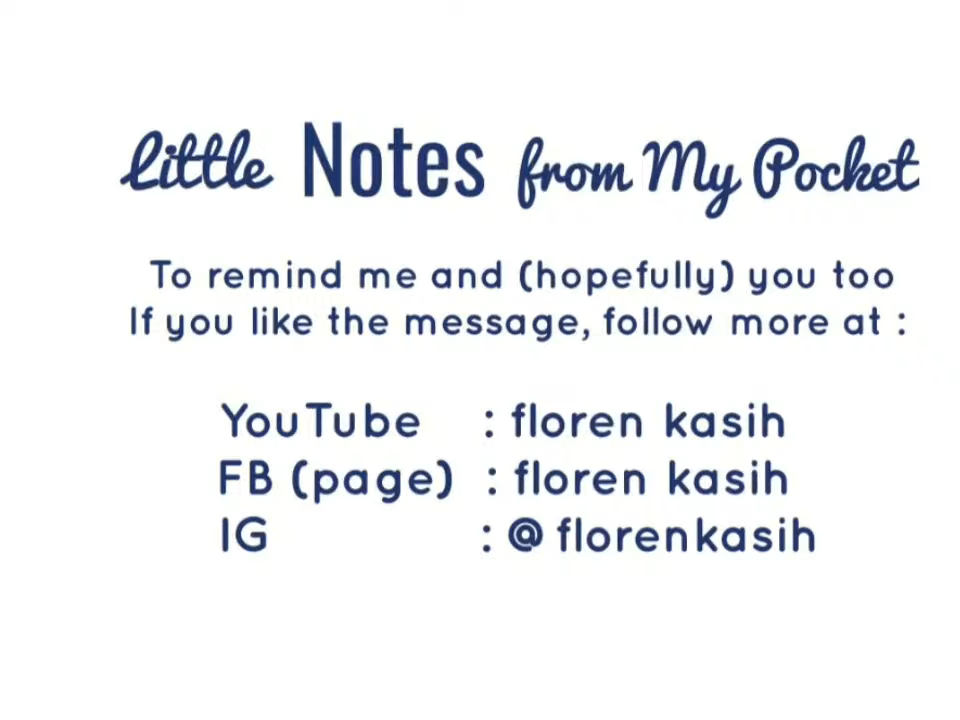 little Notes from My Pocket
To remind me and (hopefully) you too
If you like the message, follow more at :
YouTube : floren kasih
FB (page) : floren kasih
IG : @florenkasih